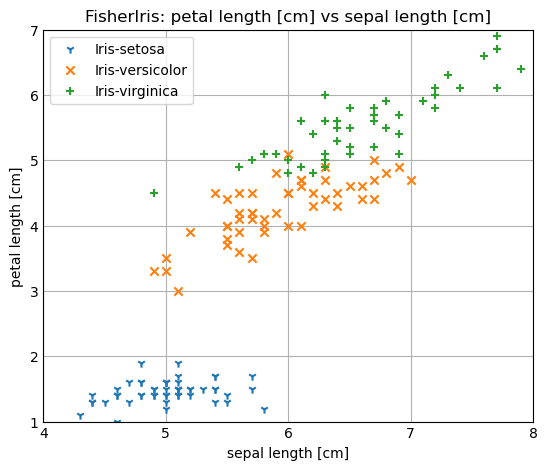 FisherIris: petal length [cm] vs sepal length [cm]
Iris-setosa
Iris-versicolor
Iris-virginica
petal length [cm]
7
6
5
4
3
2
1
4 5 6 7 8
sepal length [cm]